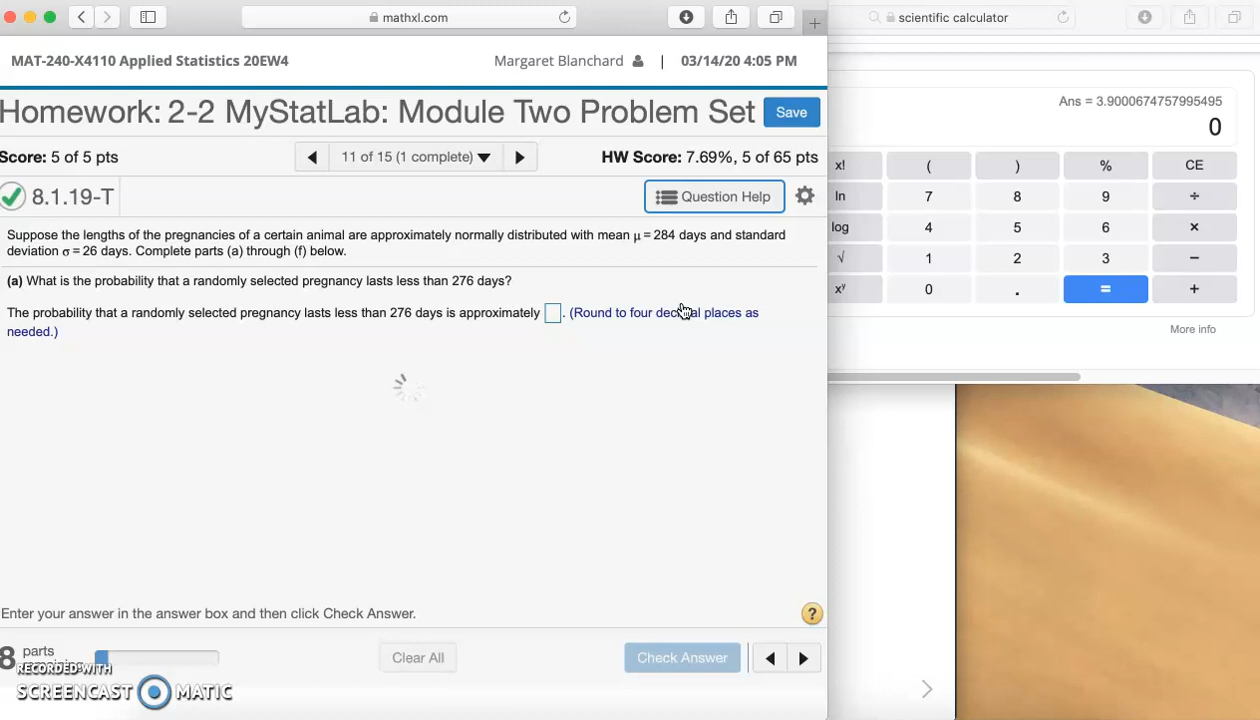 mathxl.com
scientific calculator
MAT-240-X4110 Applied Statistics 20EW4
Margaret Blanchard | 03/14/20 4:05 PM
Homework: 2-2 MyStatLab: Module Two Problem Set
Save
Score: 5 of 5 pts
11 of 15 (1 complete)
HW Score: 7.69%, 5 of 65 pts
8.1.19-T
Question Help
Suppose the lengths of the pregnancies of a certain animal are approximately normally distributed with mean μ = 284 days and standard
deviation σ = 26 days. Complete parts (a) through (f) below.
(a) What is the probability that a randomly selected pregnancy lasts less than 276 days?
The probability that a randomly selected pregnancy lasts less than 276 days is approximately . (Round to four decimal places as
needed.)
Enter your answer in the answer box and then click Check Answer.
?
8 parts
remaining
Clear All
Check Answer
RECORDED WITH
SCREENCAST MATIC
Ans = 3.9000674757995495
0
x! ( ) % CE
ln 7 8 9 ÷
log 4 5 6 ×
√ 1 2 3 −
xʸ 0 . = +
More info